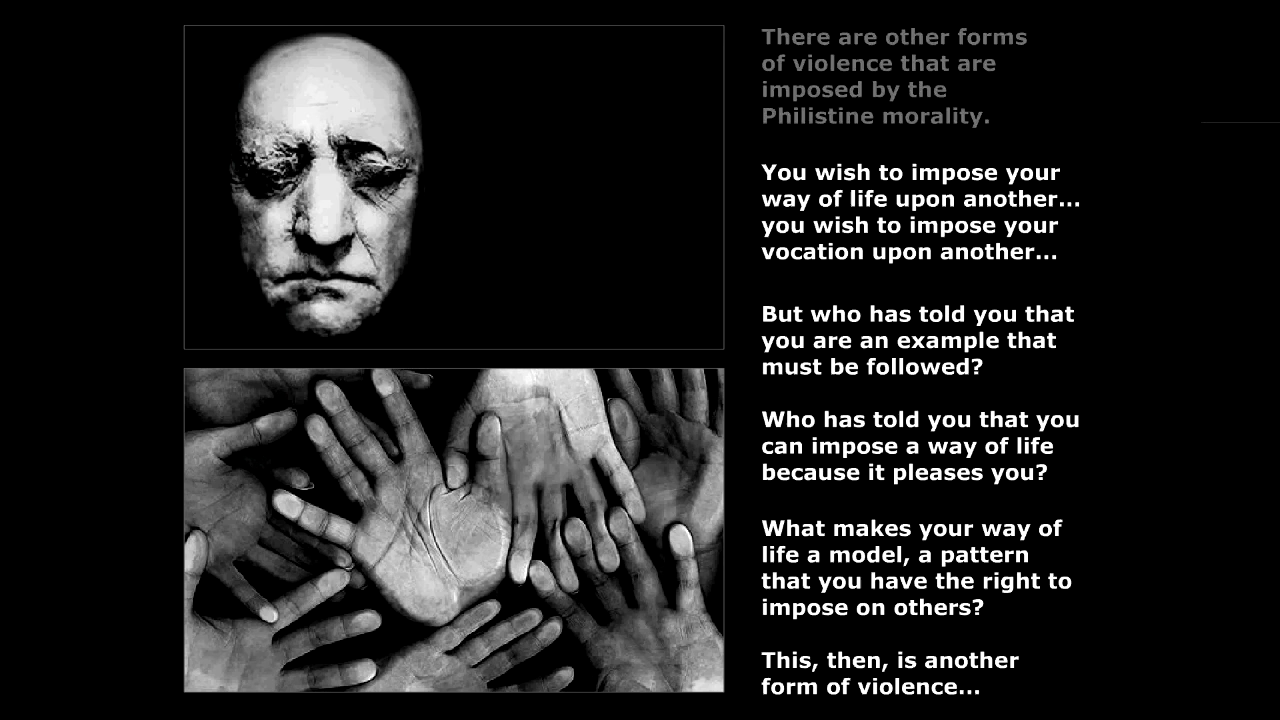 There are other forms
of violence that are
imposed by the
Philistine morality.
You wish to impose your
way of life upon another...
you wish to impose your
vocation upon another...
But who has told you that
you are an example that
must be followed?
Who has told you that you
can impose a way of life
because it pleases you?
What makes your way of
life a model, a pattern
that you have the right to
impose on others?
This, then, is another
form of violence...